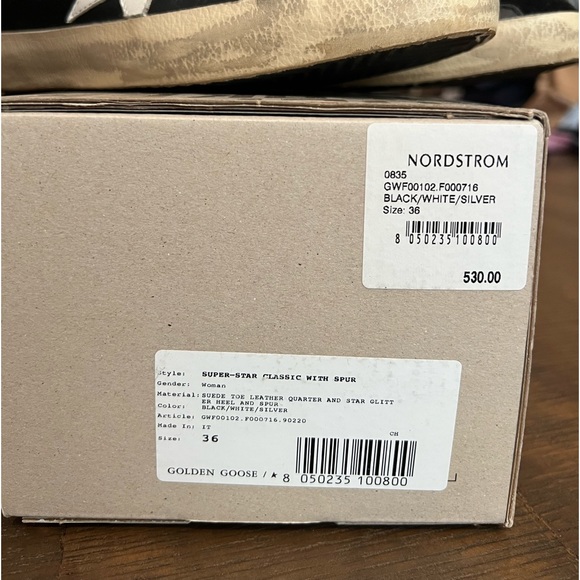 NORDSTROM
0835
GWF00102.F000716
BLACK/WHITE/SILVER
Size: 36
8 050235 100800
530.00
Style: SUPER-STAR CLASSIC WITH SPUR
Gender: Woman
Material: SUEDE TOE LEATHER QUARTER AND STAR GLITT
ER HEEL AND SPUR
Color: BLACK/WHITE/SILVER
Article: GWF00102.F000716.90220
Made In: IT
CH
Size: 36
GOLDEN GOOSE /★ 8 050235 100800